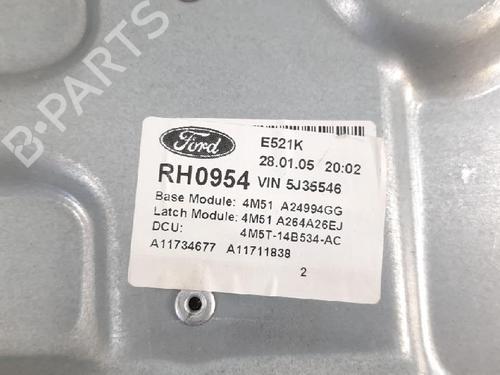 B-PARTS
Ford
E521K
28.01.05 20:02
RH0954 VIN 5J35546
Base Module: 4M51 A24994GG
Latch Module: 4M51 A264A26EJ
DCU: 4M5T-14B534-AC
A11734677 A11711838
2